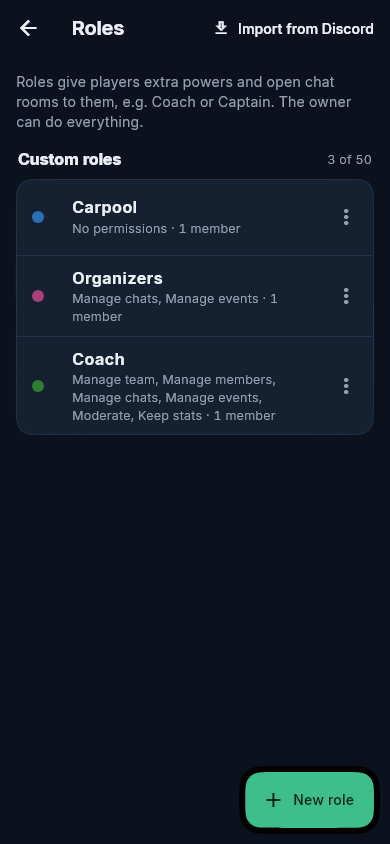 Roles
Import from Discord
Roles give players extra powers and open chat
rooms to them, e.g. Coach or Captain. The owner
can do everything.
Custom roles
3 of 50
Carpool
No permissions · 1 member
Organizers
Manage chats, Manage events · 1
member
Coach
Manage team, Manage members,
Manage chats, Manage events,
Moderate, Keep stats · 1 member
New role